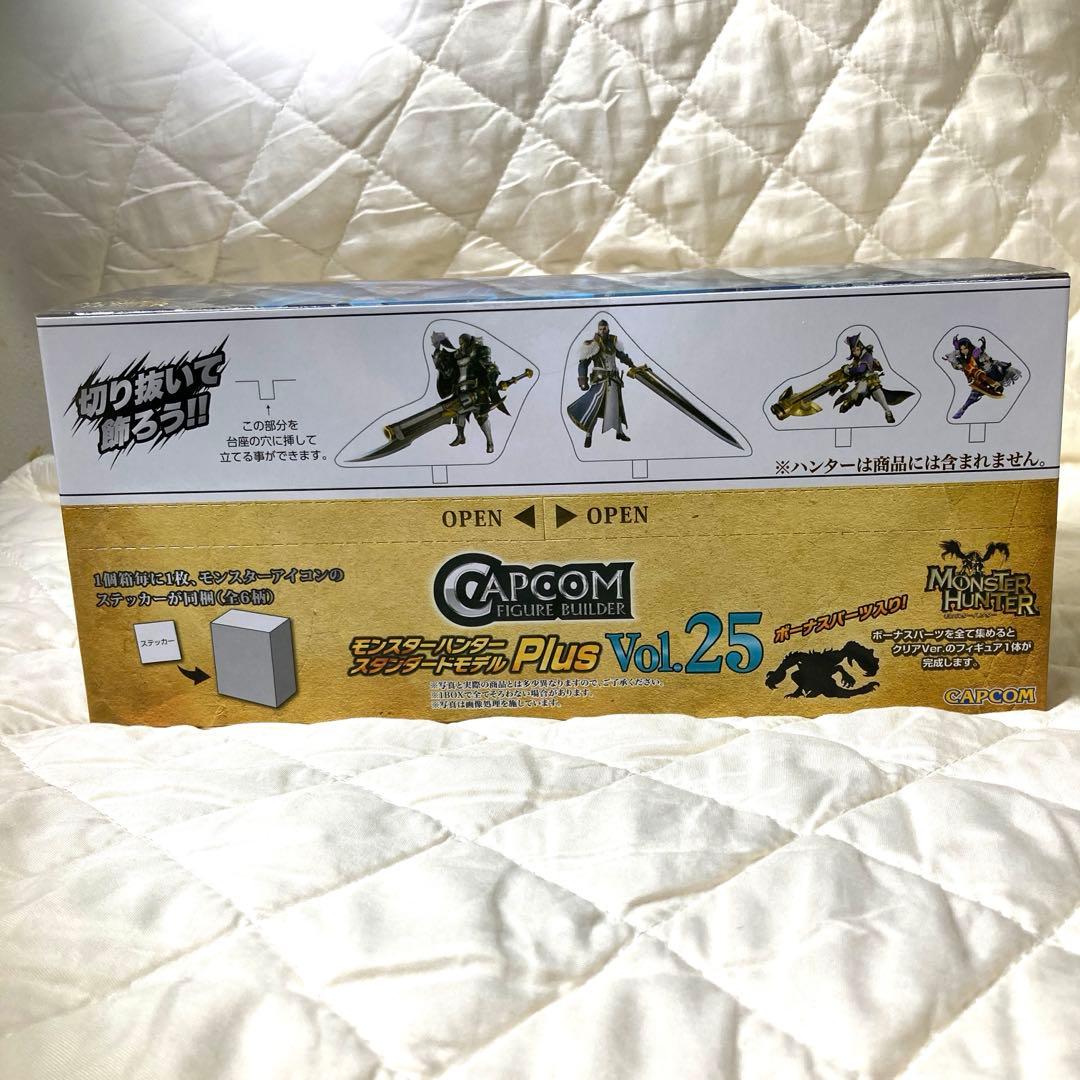 切り抜いて
飾ろう!!
この部分を
台座の穴に挿して
立てる事ができます。
※ハンターは商品には含まれません。
OPEN ◀ ▶ OPEN
1個箱毎に1枚、モンスターアイコンの
ステッカーが同梱(全6柄)
ステッカー
CAPCOM
FIGURE BUILDER
モンスターハンター
スタンダードモデル Plus Vol.25
※写真と実際の商品とは多少異なりますので、ご了承ください。
※1BOXで全てそろわない場合があります。
※写真は画像処理を施しています。
ボーナスパーツ入り!
MONSTER
HUNTER
ボーナスパーツを全て集めると
クリアVer.のフィギュア1体が
完成します。
CAPCOM